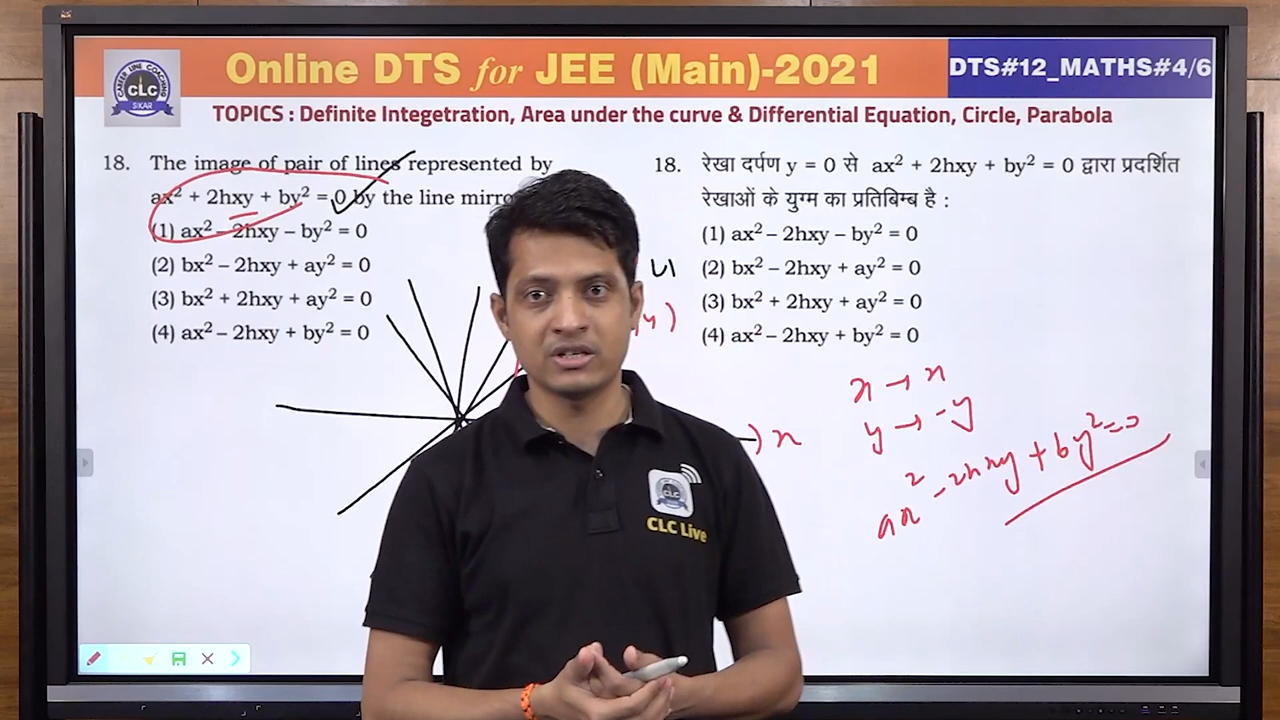 Online DTS for JEE (Main)-2021
DTS#12_MATHS#4/6
CAREER LINE COACHING
CLC
SIKAR
TOPICS : Definite Integetration, Area under the curve & Differential Equation, Circle, Parabola
18. The image of pair of lines represented by
ax² + 2hxy + by² = 0 by the line mirro
(1) ax² – 2hxy – by² = 0
(2) bx² – 2hxy + ay² = 0
(3) bx² + 2hxy + ay² = 0
(4) ax² – 2hxy + by² = 0
18. रेखा दर्पण y = 0 से ax² + 2hxy + by² = 0 द्वारा प्रदर्शित
रेखाओं के युग्म का प्रतिबिम्ब है :
(1) ax² – 2hxy – by² = 0
(2) bx² – 2hxy + ay² = 0
(3) bx² + 2hxy + ay² = 0
(4) ax² – 2hxy + by² = 0
y)
x
x → x
y → -y
ax² - 2hxy + by² = 0
CLC
CLC Live